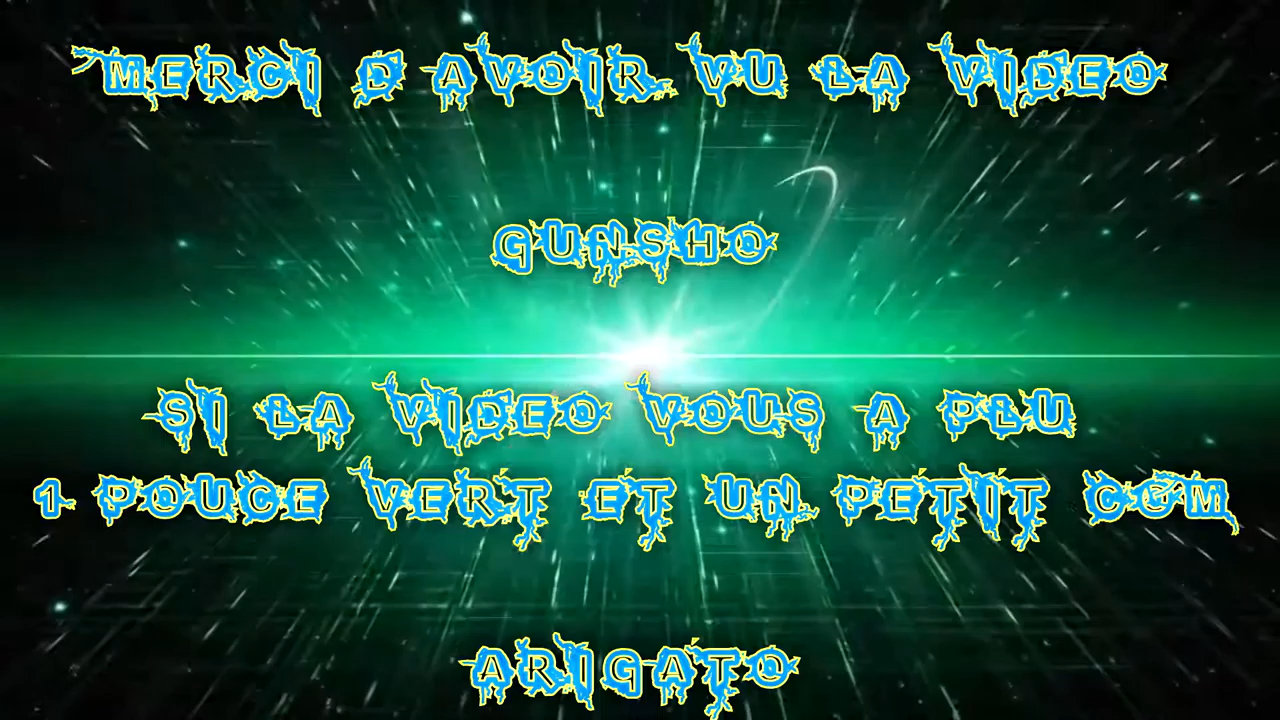 MERCI D AVOIR VU LA VIDEO
GUNSHO
SI LA VIDEO VOUS A PLU
1 POUCE VERT ET UN PETIT COM
ARIGATO